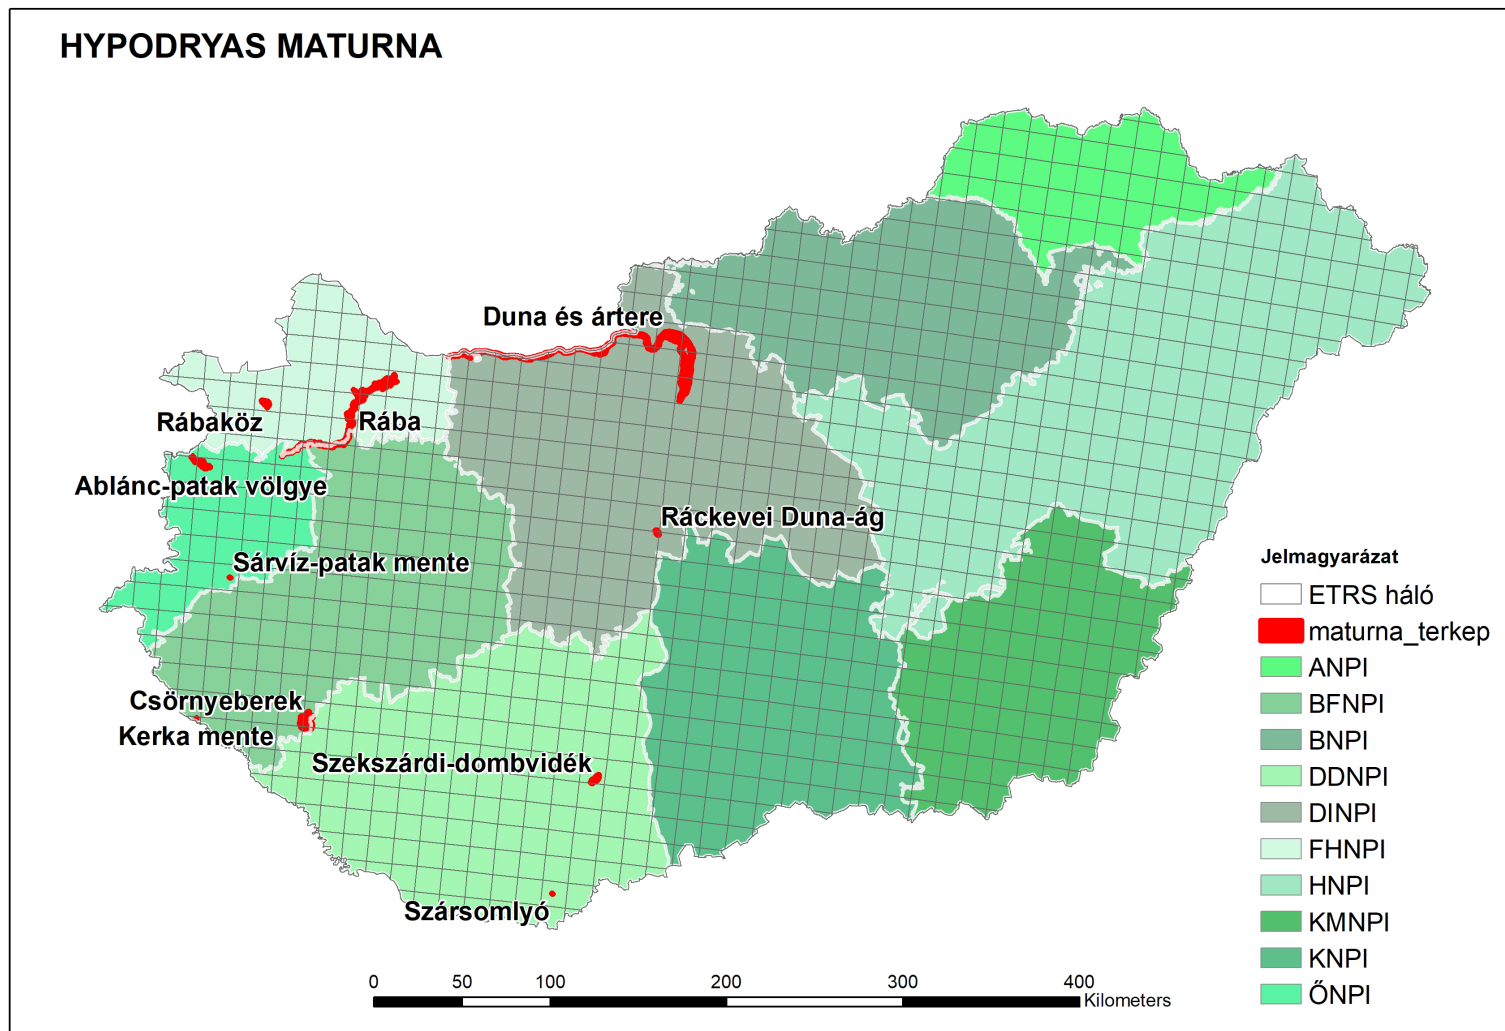 HYPODRYAS MATURNA
Duna és ártere
Rábaköz
Rába
Ablánc-patak völgye
Ráckevei Duna-ág
Sárvíz-patak mente
Csörnyeberek
Kerka mente
Szekszárdi-dombvidék
Szársomlyó
Jelmagyarázat
ETRS háló
maturna_terkep
ANPI
BFNPI
BNPI
DDNPI
DINPI
FHNPI
HNPI
KMNPI
KNPI
ŐNPI
0 50 100 200 300 400
Kilometers